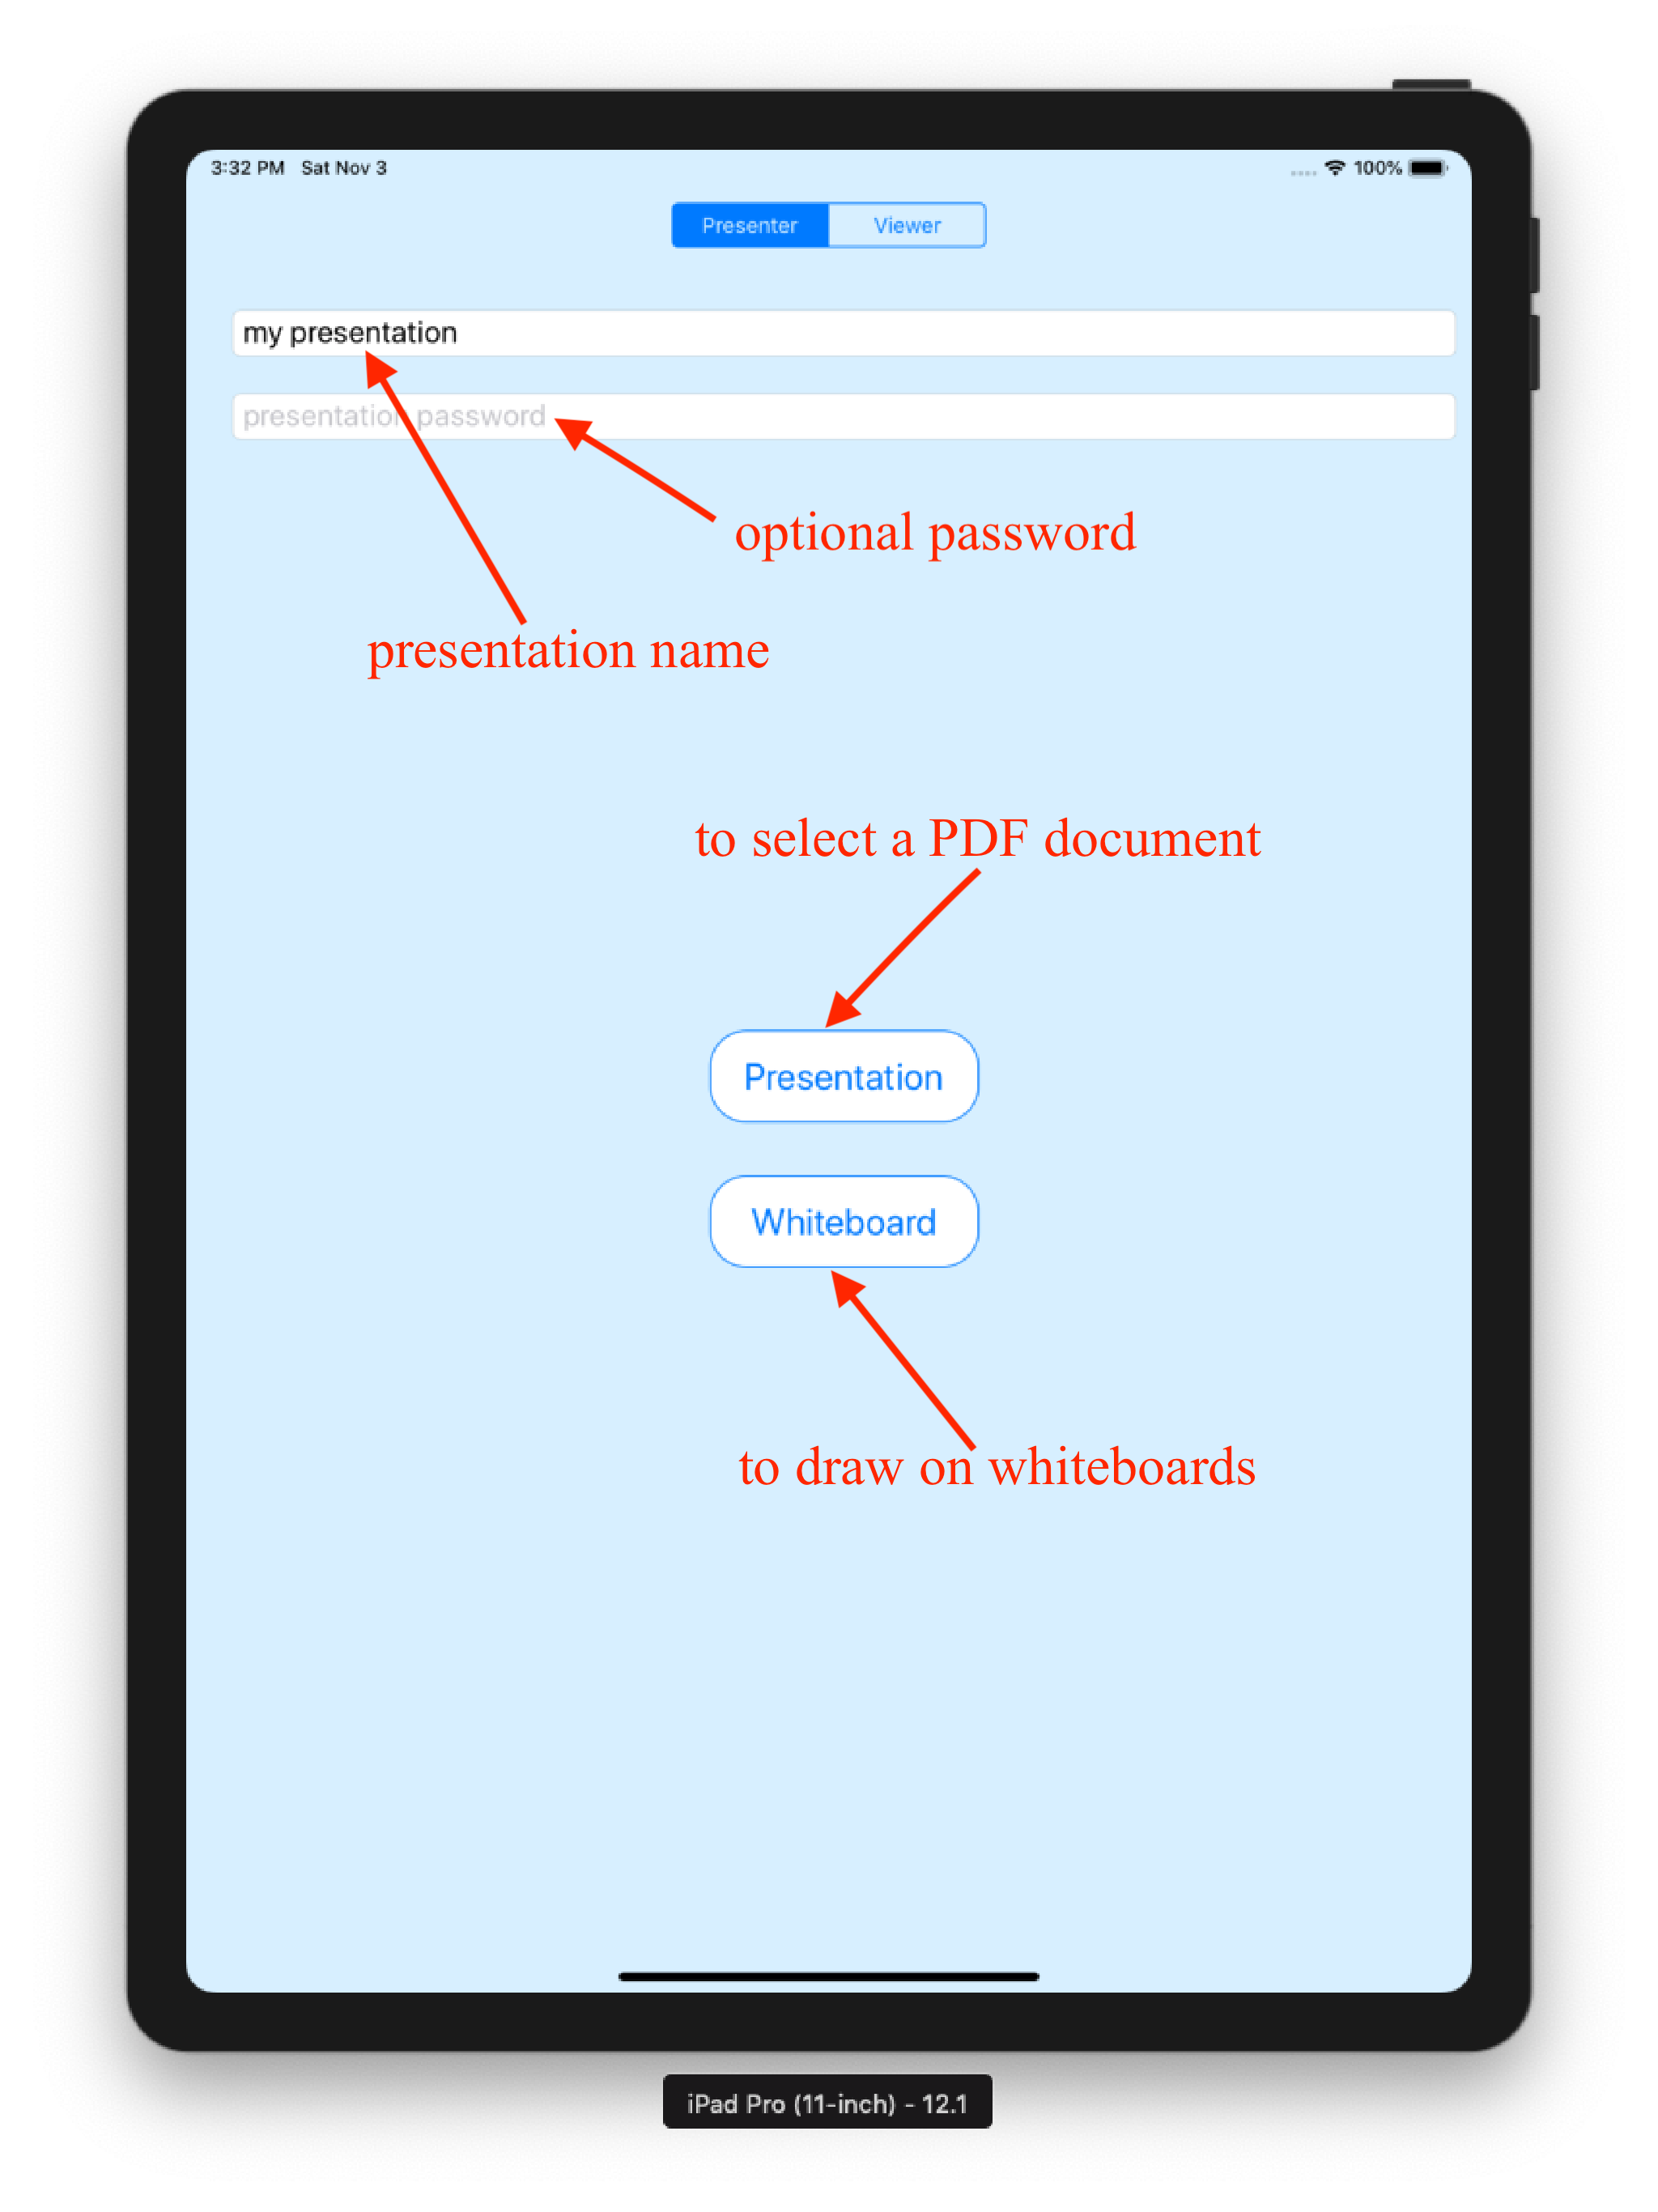 3:32 PM Sat Nov 3 100%
Presenter Viewer
my presentation
presentation password
optional password
presentation name
to select a PDF document
Presentation
Whiteboard
to draw on whiteboards
iPad Pro (11-inch) - 12.1